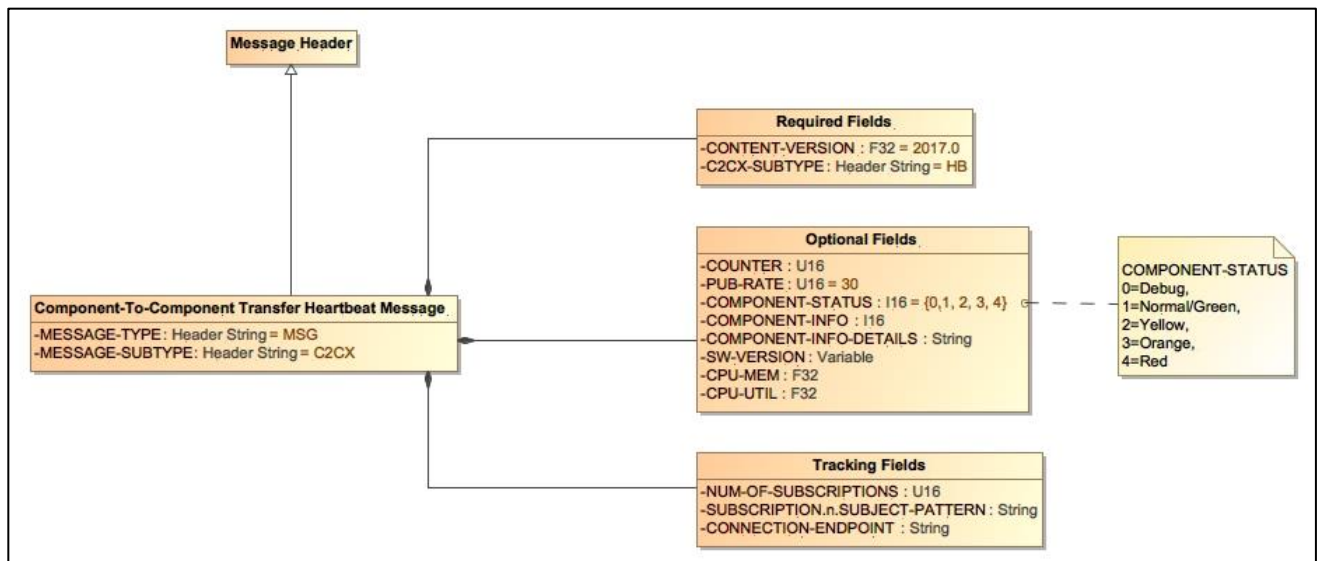 Message Header
Required Fields
-CONTENT-VERSION : F32 = 2017.0
-C2CX-SUBTYPE : Header String = HB
Optional Fields
-COUNTER : U16
-PUB-RATE : U16 = 30
-COMPONENT-STATUS : I16 = {0,1, 2, 3, 4}
-COMPONENT-INFO : I16
-COMPONENT-INFO-DETAILS : String
-SW-VERSION : Variable
-CPU-MEM : F32
-CPU-UTIL : F32
COMPONENT-STATUS
0=Debug,
1=Normal/Green,
2=Yellow,
3=Orange,
4=Red
Component-To-Component Transfer Heartbeat Message
-MESSAGE-TYPE : Header String = MSG
-MESSAGE-SUBTYPE : Header String = C2CX
Tracking Fields
-NUM-OF-SUBSCRIPTIONS : U16
-SUBSCRIPTION.n.SUBJECT-PATTERN : String
-CONNECTION-ENDPOINT : String